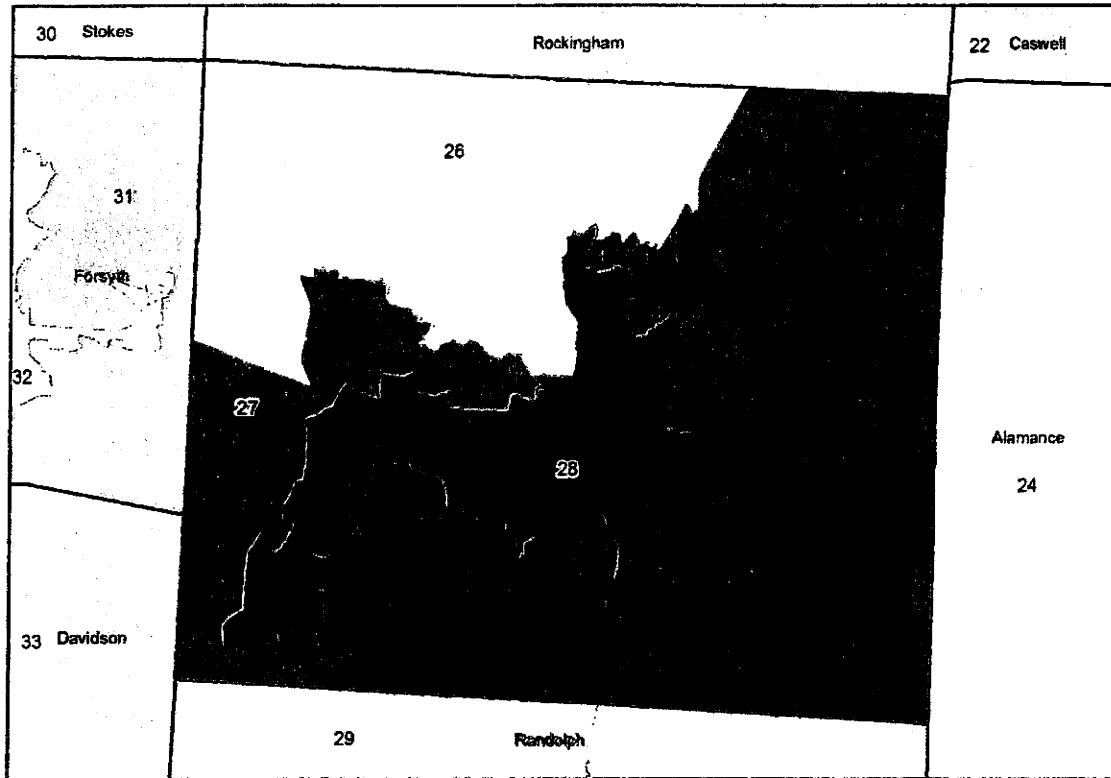 30 Stokes
Rockingham
22 Caswell
26
31
Forsyth
32
27
28
Alamance
24
33 Davidson
29 Randolph